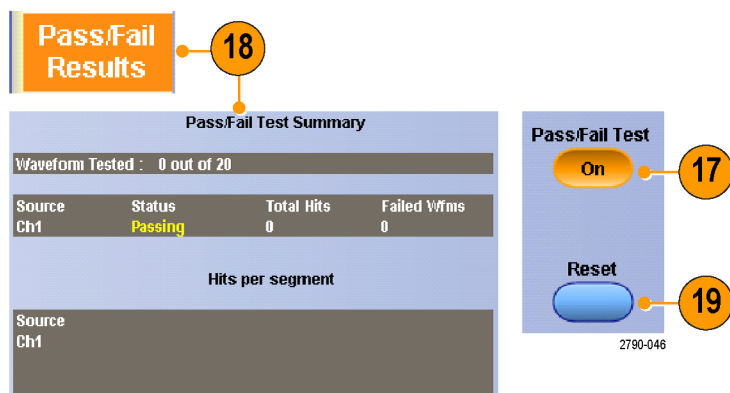 Pass/Fail
Results
18
Pass/Fail Test Summary
Waveform Tested : 0 out of 20
Source Status Total Hits Failed Wfms
Ch1 Passing 0 0
Hits per segment
Source
Ch1
Pass/Fail Test
On
17
Reset
19
2790-046